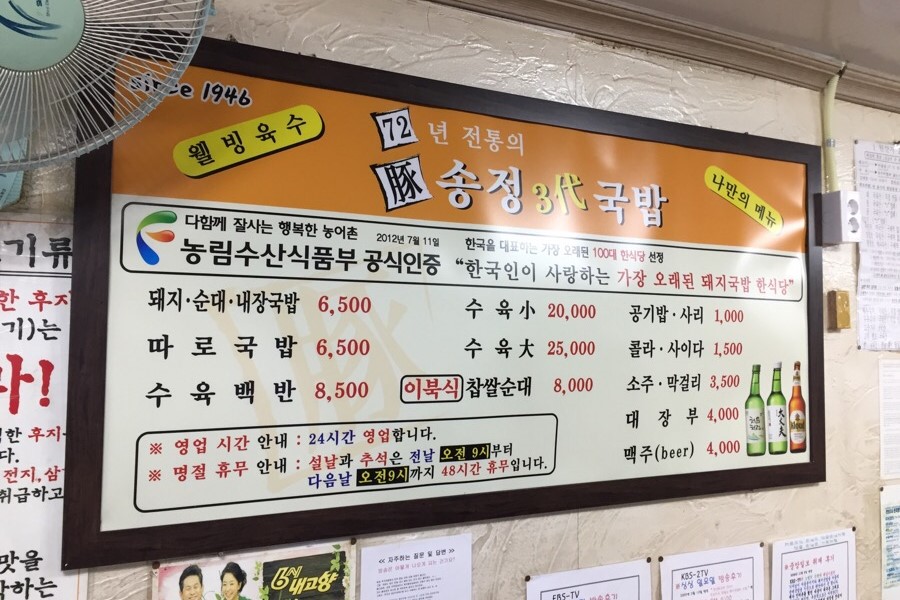 since 1946
웰빙육수
72년 전통의
豚 송정 3代 국밥
나만의 메뉴
다함께 잘사는 행복한 농어촌
농림수산식품부 공식인증
2012년 7월 11일
한국을 대표하는 가장 오래된 100대 한식당 선정
"한국인이 사랑하는 가장 오래된 돼지국밥 한식당"
돼지·순대·내장국밥 6,500
따로국밥 6,500
수육백반 8,500
수육小 20,000
수육大 25,000
이북식 찹쌀순대 8,000
공기밥·사리 1,000
콜라·사이다 1,500
소주·막걸리 3,500
대장부 4,000
맥주(beer) 4,000
※ 영업 시간 안내 : 24시간 영업합니다.
※ 명절 휴무 안내 : 설날과 추석은 전날 오전 9시부터
다음날 오전9시까지 48시간 휴무입니다.
기류
한 후지
기)는
라!
한 후지
다.
전지, 삼
취급하고
맛을
하는
6시 내고향
<< 자주하는 질문 및 답변 >>
EBS-TV
KBS-2TV